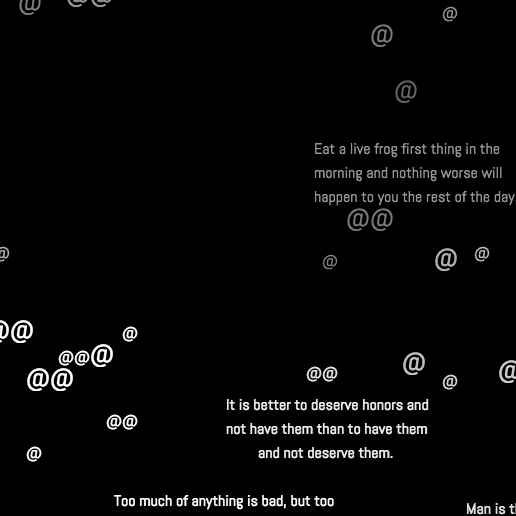 @ @@ @
@
@
Eat a live frog first thing in the
morning and nothing worse will
happen to you the rest of the day
@@
@ @ @ @
@@ @
@@@
@@ @ @
@@ @
It is better to deserve honors and
@@
not have them than to have them
@ and not deserve them.
Too much of anything is bad, but too
Man is